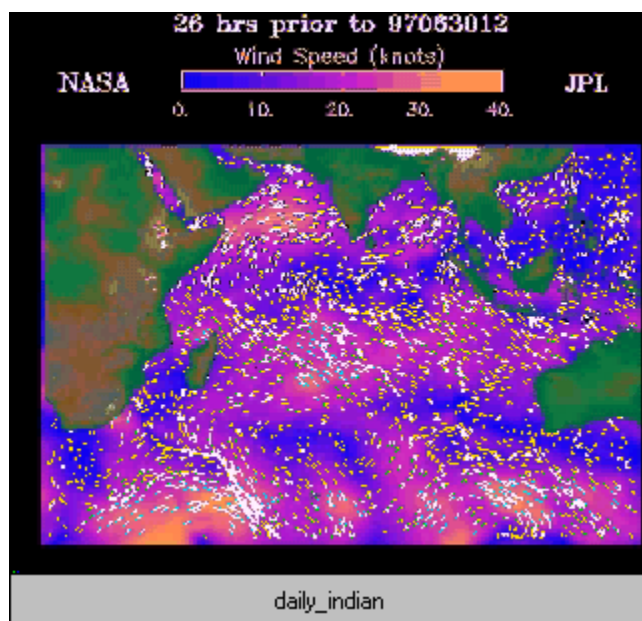 26 hrs prior to 97063012
Wind Speed (knots)
NASA
JPL
0. 10. 20. 30. 40.
daily_indian